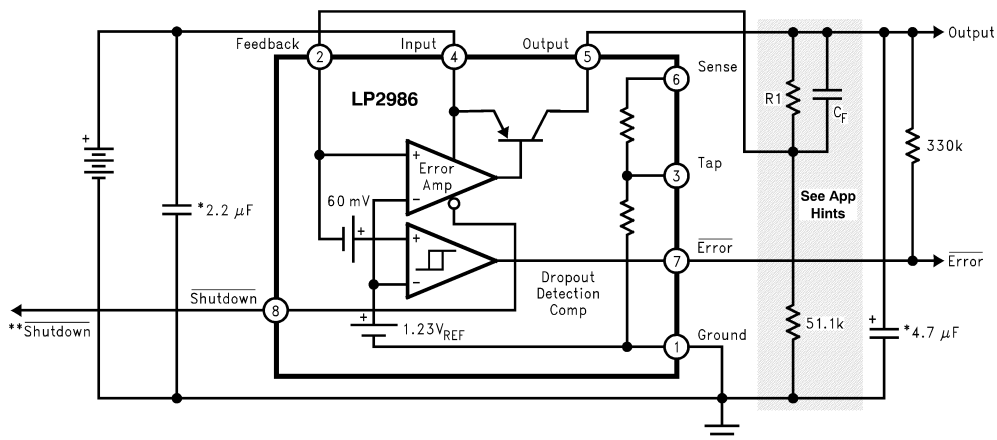 Feedback
2
Input
4
Output
5
Output
6
Sense
LP2986
R1
C_F
330k
Error
Amp
+
−
Tap
3
60 mV
+
+
−
See App
Hints
+
*2.2 μF
Error
7
Error
Dropout
Detection
Comp
Shutdown
8
**Shutdown
+
1.23V_REF
Ground
1
51.1k
+
*4.7 μF